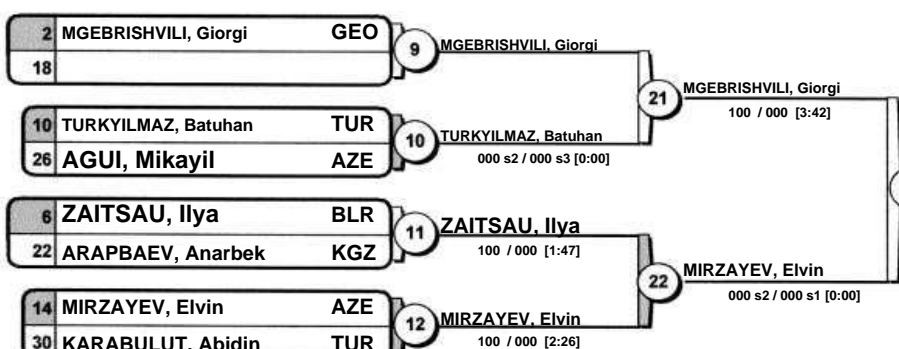 2 MGEBRISHVILI, Giorgi GEO
18
9 MGEBRISHVILI, Giorgi
10 TURKYILMAZ, Batuhan TUR
26 AGUI, Mikayil AZE
10 TURKYILMAZ, Batuhan
000 s2 / 000 s3 [0:00]
21 MGEBRISHVILI, Giorgi
100 / 000 [3:42]
6 ZAITSAU, Ilya BLR
22 ARAPBAEV, Anarbek KGZ
11 ZAITSAU, Ilya
100 / 000 [1:47]
14 MIRZAYEV, Elvin AZE
30 KARABULUT, Abidin TUR
12 MIRZAYEV, Elvin
100 / 000 [2:26]
22 MIRZAYEV, Elvin
000 s2 / 000 s1 [0:00]